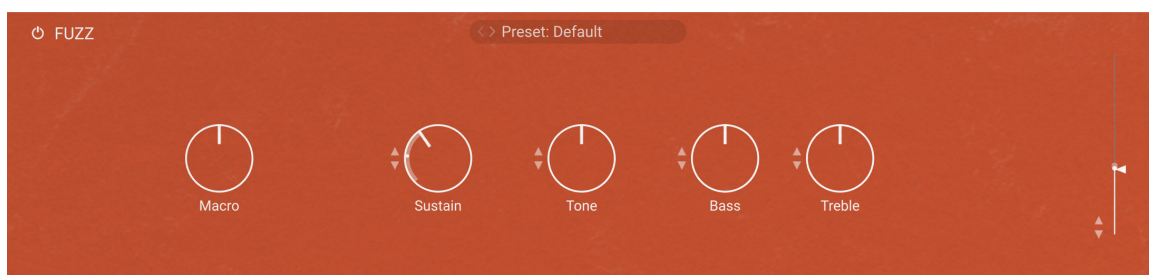 FUZZ
Preset: Default
Macro
Sustain
Tone
Bass
Treble